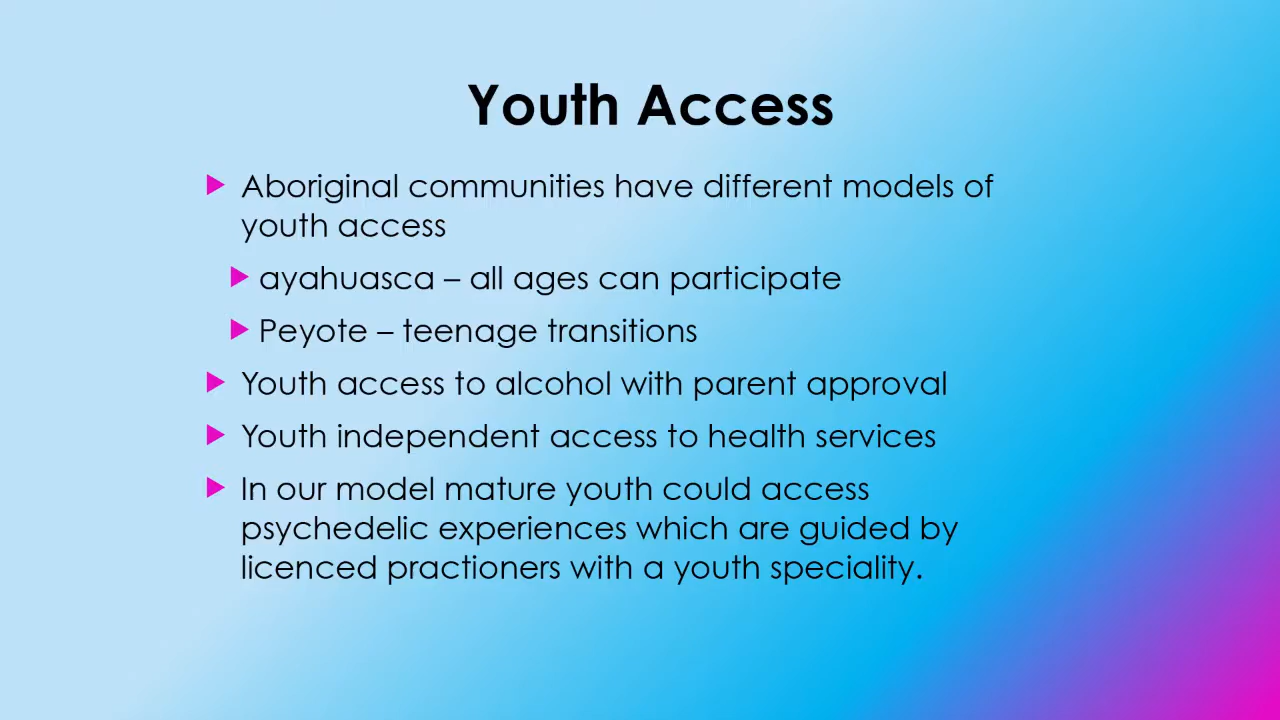 Youth Access
Aboriginal communities have different models of
youth access
ayahuasca – all ages can participate
Peyote – teenage transitions
Youth access to alcohol with parent approval
Youth independent access to health services
In our model mature youth could access
psychedelic experiences which are guided by
licenced practioners with a youth speciality.